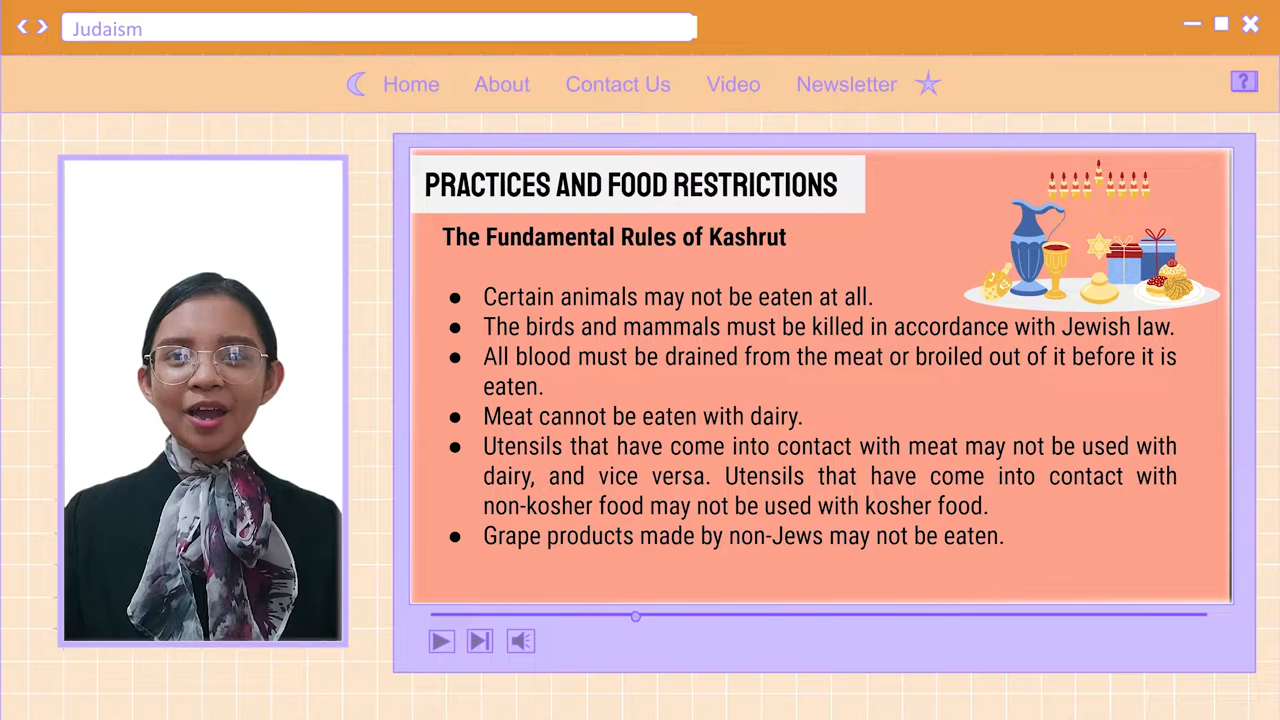 Judaism
Home About Contact Us Video Newsletter ?
PRACTICES AND FOOD RESTRICTIONS
The Fundamental Rules of Kashrut
● Certain animals may not be eaten at all.
● The birds and mammals must be killed in accordance with Jewish law.
● All blood must be drained from the meat or broiled out of it before it is
eaten.
● Meat cannot be eaten with dairy.
● Utensils that have come into contact with meat may not be used with
dairy, and vice versa. Utensils that have come into contact with
non-kosher food may not be used with kosher food.
● Grape products made by non-Jews may not be eaten.